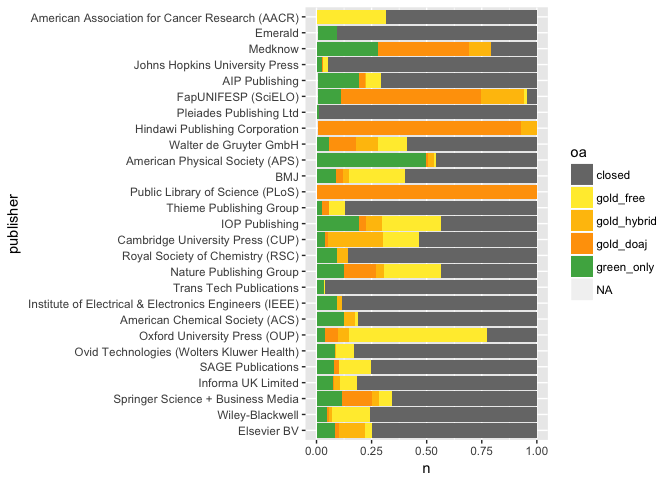 American Association for Cancer Research (AACR)
Emerald
Medknow
Johns Hopkins University Press
AIP Publishing
FapUNIFESP (SciELO)
Pleiades Publishing Ltd
Hindawi Publishing Corporation
Walter de Gruyter GmbH
American Physical Society (APS)
BMJ
Public Library of Science (PLoS)
Thieme Publishing Group
IOP Publishing
Cambridge University Press (CUP)
Royal Society of Chemistry (RSC)
Nature Publishing Group
Trans Tech Publications
Institute of Electrical & Electronics Engineers (IEEE)
American Chemical Society (ACS)
Oxford University Press (OUP)
Ovid Technologies (Wolters Kluwer Health)
SAGE Publications
Informa UK Limited
Springer Science + Business Media
Wiley-Blackwell
Elsevier BV
publisher
0.00 0.25 0.50 0.75 1.00
n
oa
closed
gold_free
gold_hybrid
gold_doaj
green_only
NA